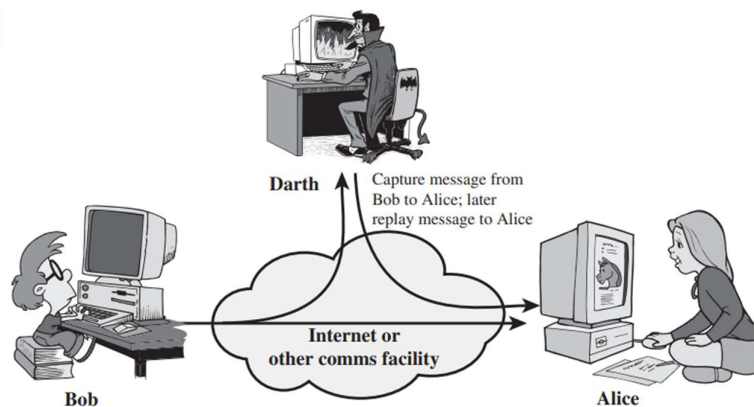 Darth
Capture message from
Bob to Alice; later
replay message to Alice
Internet or
other comms facility
Bob
Alice